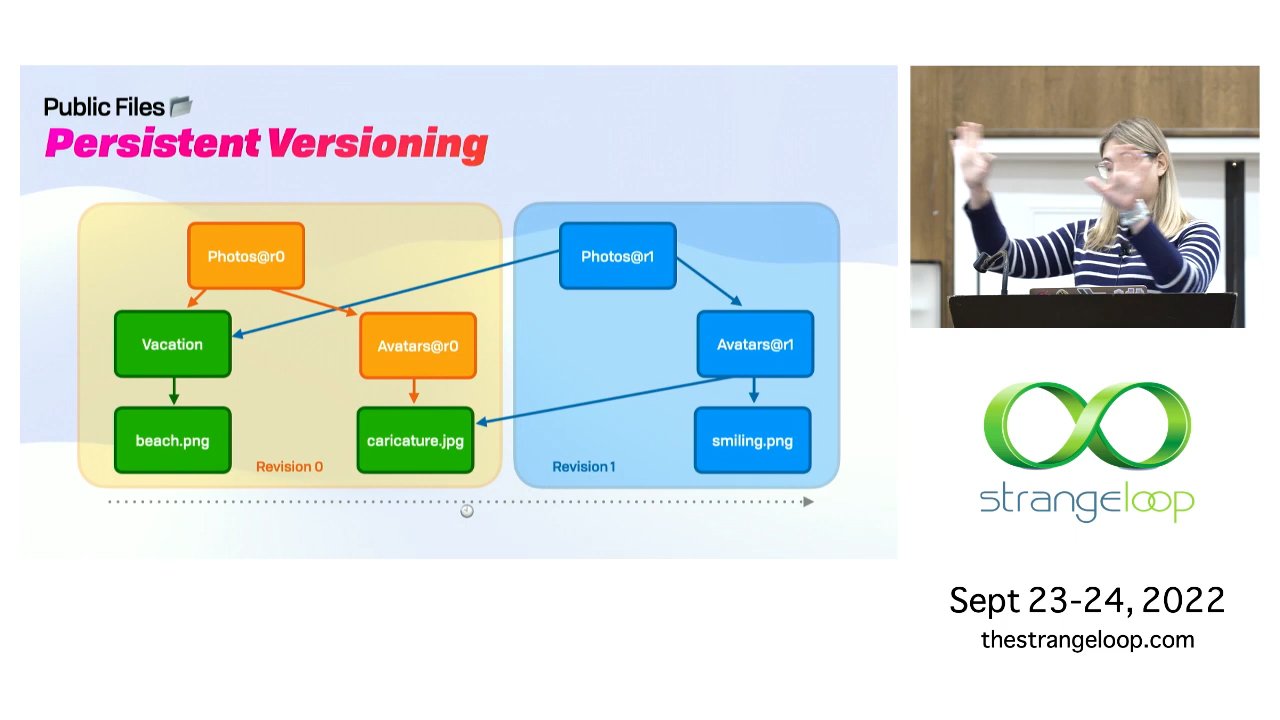 Public Files
Persistent Versioning
Photos@r0
Photos@r1
Vacation
Avatars@r0
Avatars@r1
beach.png
caricature.jpg
smiling.png
Revision 0
Revision 1
strangeloop
Sept 23-24, 2022
thestrangeloop.com